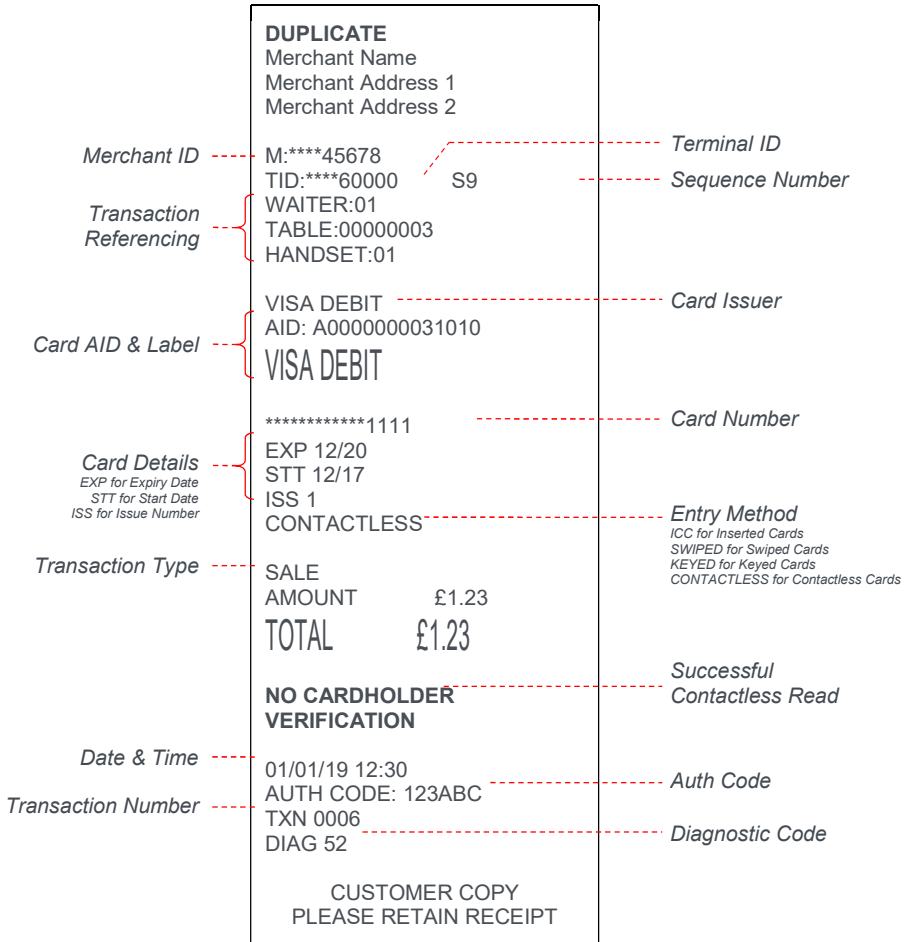 DUPLICATE
Merchant Name
Merchant Address 1
Merchant Address 2
Merchant ID
M:****45678
Terminal ID
TID:****60000 S9
Sequence Number
Transaction
Referencing
WAITER:01
TABLE:00000003
HANDSET:01
VISA DEBIT
Card Issuer
Card AID & Label
AID: A0000000031010
VISA DEBIT
************1111
Card Number
Card Details
EXP for Expiry Date
STT for Start Date
ISS for Issue Number
EXP 12/20
STT 12/17
ISS 1
CONTACTLESS
Entry Method
ICC for Inserted Cards
SWIPED for Swiped Cards
KEYED for Keyed Cards
CONTACTLESS for Contactless Cards
Transaction Type
SALE
AMOUNT £1.23
TOTAL £1.23
Successful
Contactless Read
NO CARDHOLDER
VERIFICATION
Date & Time
01/01/19 12:30
AUTH CODE: 123ABC
Auth Code
Transaction Number
TXN 0006
DIAG 52
Diagnostic Code
CUSTOMER COPY
PLEASE RETAIN RECEIPT